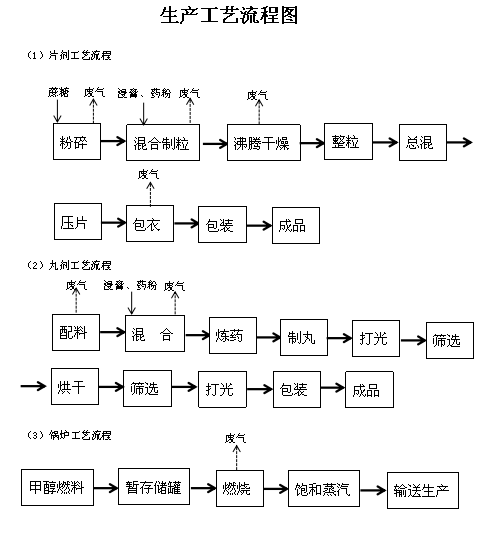 生产工艺流程图
（1）片剂工艺流程
蔗糖 废气 浸膏、药粉 废气 废气
粉碎 混合制粒 沸腾干燥 整粒 总混
废气
压片 包衣 包装 成品
（2）丸剂工艺流程
废气 浸膏、药粉 废气
配料 混 合 炼药 制丸 打光 筛选
烘干 筛选 打光 包装 成品
（3）锅炉工艺流程
废气
甲醇燃料 暂存储罐 燃烧 饱和蒸汽 输送生产